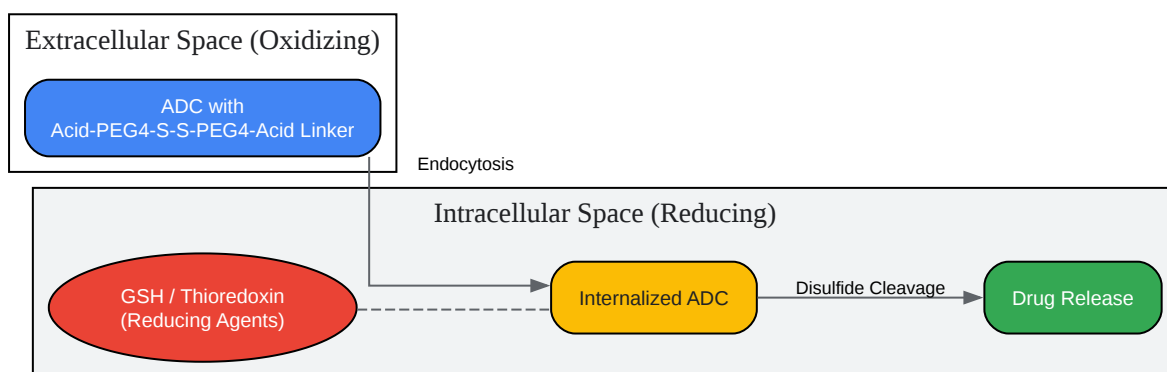 Extracellular Space (Oxidizing)
ADC with
Acid-PEG4-S-S-PEG4-Acid Linker
Endocytosis
Intracellular Space (Reducing)
GSH / Thioredoxin
(Reducing Agents)
Internalized ADC
Disulfide Cleavage
Drug Release